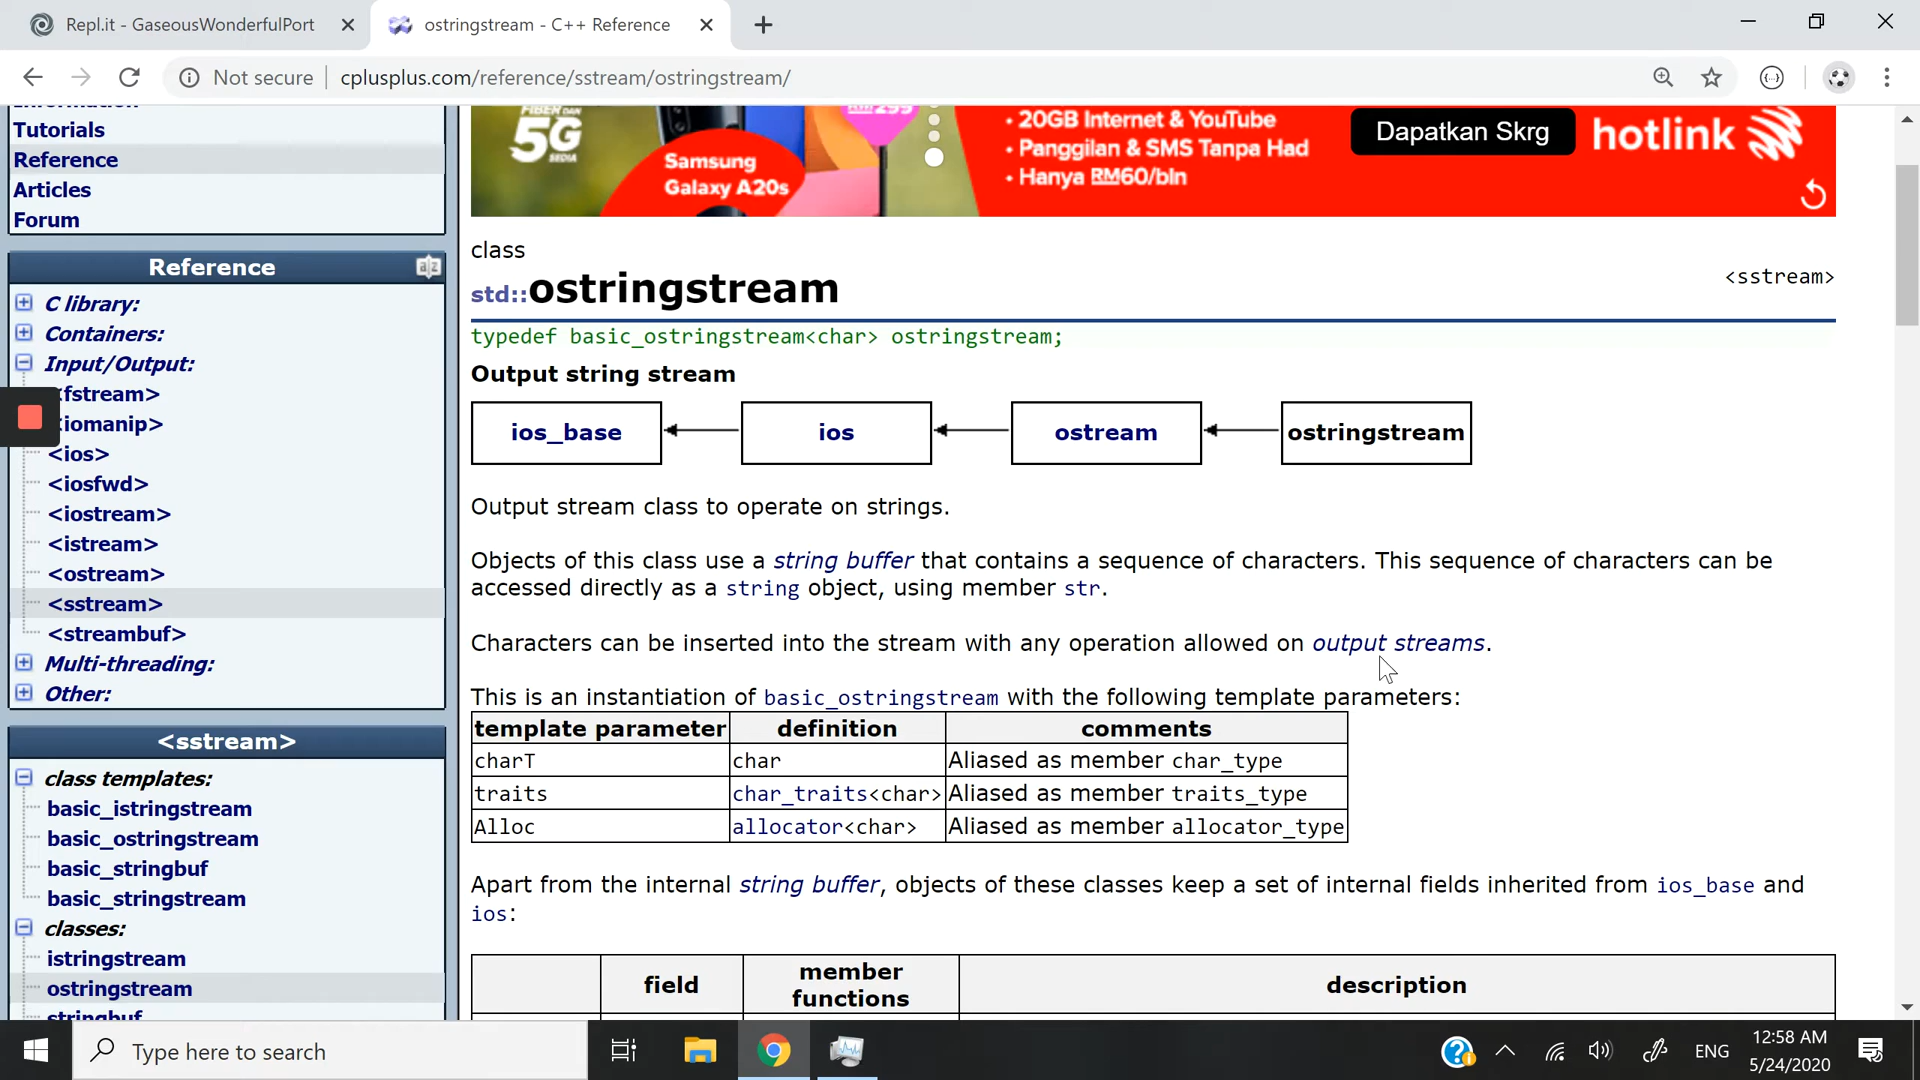 Repl.it - GaseousWonderfulPort
ostringstream - C++ Reference
Not secure | cplusplus.com/reference/sstream/ostringstream/
Information
Tutorials
Reference
Articles
Forum
Reference
C library:
Containers:
Input/Output:
<fstream>
<iomanip>
<ios>
<iosfwd>
<iostream>
<istream>
<ostream>
<sstream>
<streambuf>
Multi-threading:
Other:
<sstream>
class templates:
basic_istringstream
basic_ostringstream
basic_stringbuf
basic_stringstream
classes:
istringstream
ostringstream
stringbuf
FIBER DAN
5G
SEDIA
Samsung
Galaxy A20s
RM299
• 20GB Internet & YouTube
• Panggilan & SMS Tanpa Had
• Hanya RM60/bln
Dapatkan Skrg
hotlink
class
std::ostringstream
<sstream>
typedef basic_ostringstream<char> ostringstream;
Output string stream
ios_base ios ostream ostringstream
Output stream class to operate on strings.
Objects of this class use a string buffer that contains a sequence of characters. This sequence of characters can be
accessed directly as a string object, using member str.
Characters can be inserted into the stream with any operation allowed on output streams.
This is an instantiation of basic_ostringstream with the following template parameters:
template parameter definition comments
charT char Aliased as member char_type
traits char_traits<char> Aliased as member traits_type
Alloc allocator<char> Aliased as member allocator_type
Apart from the internal string buffer, objects of these classes keep a set of internal fields inherited from ios_base and
ios:
field member functions description
Type here to search
ENG
12:58 AM
5/24/2020